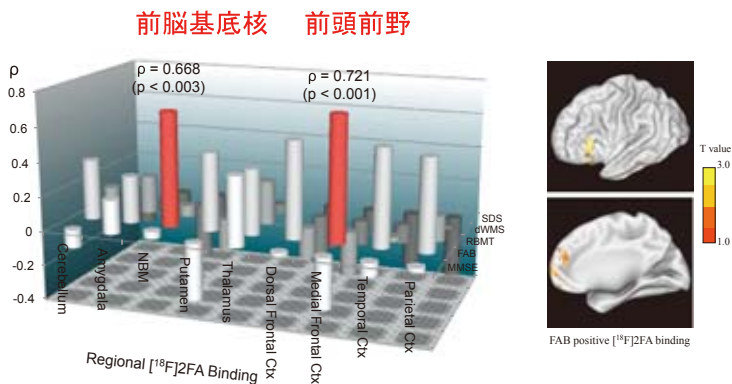 前脳基底核 前頭前野
ρ = 0.668
(p < 0.003)
ρ = 0.721
(p < 0.001)
ρ
0.8
0.6
0.4
0.2
0
-0.2
-0.4
Cerebellum
Amygdala
NBM
Putamen
Thalamus
Dorsal Frontal Ctx
Medial Frontal Ctx
Temporal Ctx
Parietal Ctx
SDS
dWMS
RBMT
FAB
MMSE
Regional [¹⁸F]2FA Binding
T value
3.0
1.0
FAB positive [¹⁸F]2FA binding